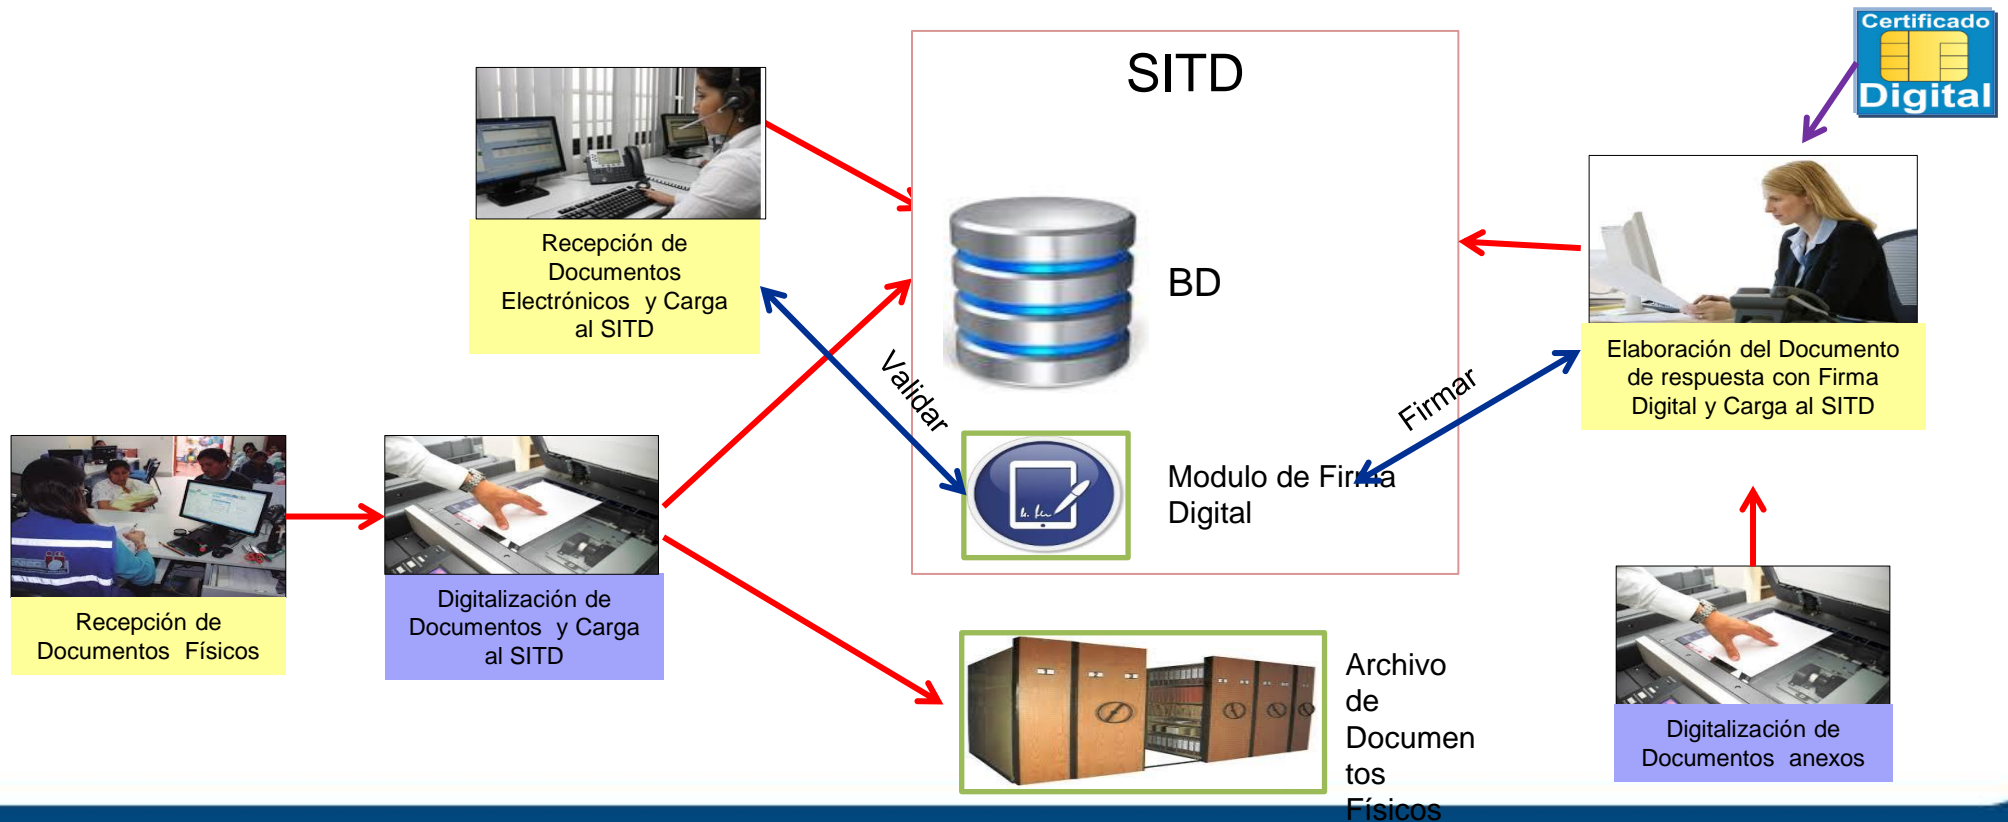 Certificado
Digital
SITD
Recepción de
Documentos
Electrónicos y Carga
al SITD
BD
Validar
Firmar
Elaboración del Documento
de respuesta con Firma
Digital y Carga al SITD
Modulo de Firma
Digital
Recepción de
Documentos Físicos
Digitalización de
Documentos y Carga
al SITD
Archivo
de
Documen
tos
Físicos
Digitalización de
Documentos anexos